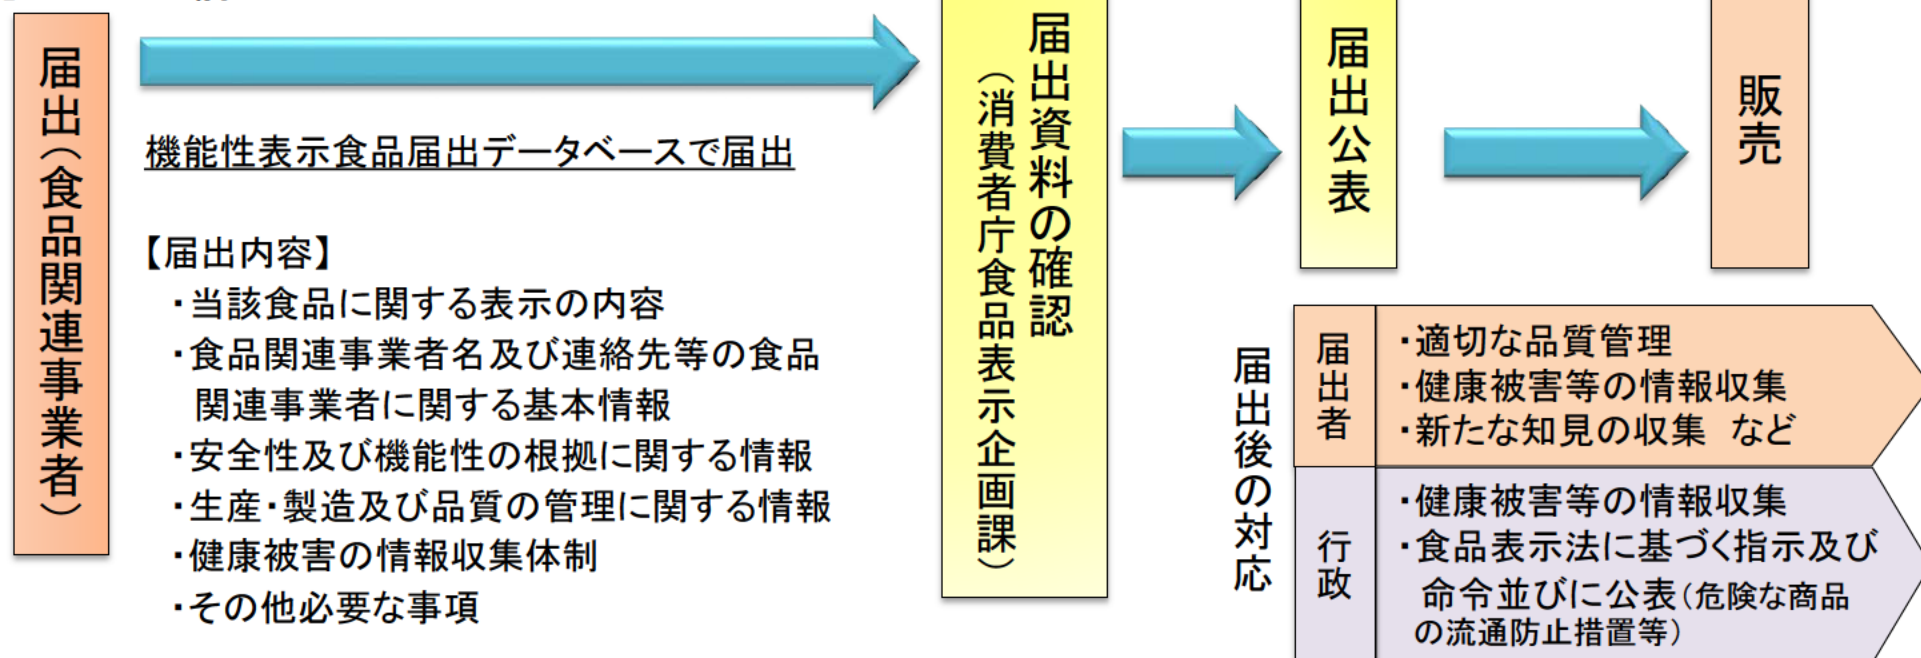 届出（食品関連事業者）
機能性表示食品届出データベースで届出
【届出内容】
・当該食品に関する表示の内容
・食品関連事業者名及び連絡先等の食品
関連事業者に関する基本情報
・安全性及び機能性の根拠に関する情報
・生産・製造及び品質の管理に関する情報
・健康被害の情報収集体制
・その他必要な事項
届出資料の確認
（消費者庁食品表示企画課）
届出公表
販売
届出後の対応
届出者
・適切な品質管理
・健康被害等の情報収集
・新たな知見の収集　など
行政
・健康被害等の情報収集
・食品表示法に基づく指示及び
命令並びに公表（危険な商品
の流通防止措置等）